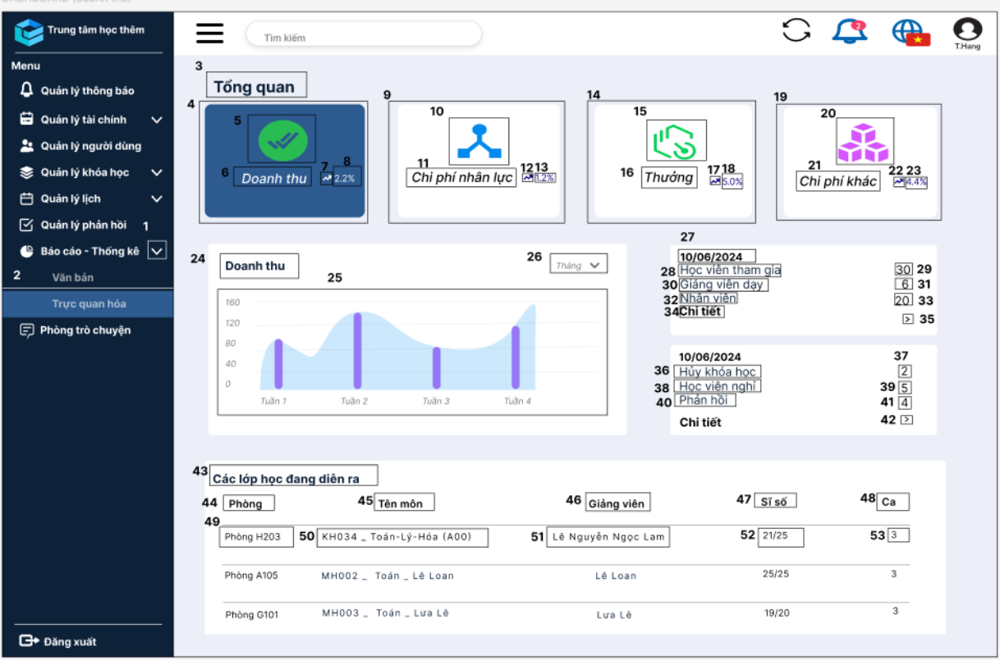 DASHBOARD (doanh thu)
Trung tâm học thêm
Tìm kiếm
2
T.Hang
Menu
Quản lý thông báo
Quản lý tài chính
Quản lý người dùng
Quản lý khóa học
Quản lý lịch
Quản lý phản hồi 1
Báo cáo - Thống kê
2 Văn bản
Trực quan hóa
Phòng trò chuyện
Đăng xuất
3
Tổng quan
4
5
6 Doanh thu 7 8 2.2%
9
10
11 Chi phí nhân lực 12 13 1.2%
14
15
16 Thưởng 17 18 5.0%
19
20
21 Chi phí khác 22 23 4.4%
24 Doanh thu 25 26 Tháng
160
120
80
40
0
Tuần 1 Tuần 2 Tuần 3 Tuần 4
27
10/06/2024
28 Học viên tham gia 30 29
30 Giảng viên dạy 6 31
32 Nhân viên 20 33
34 Chi tiết > 35
10/06/2024 37
36 Hủy khóa học 2
38 Học viên nghỉ 39 5
40 Phản hồi 41 4
Chi tiết 42 >
43 Các lớp học đang diễn ra
44 Phòng 45 Tên môn 46 Giảng viên 47 Sĩ số 48 Ca
49
Phòng H203 50 KH034 _ Toán-Lý-Hóa (A00) 51 Lê Nguyễn Ngọc Lam 52 21/25 53 3
Phòng A105 MH002 _ Toán _ Lê Loan Lê Loan 25/25 3
Phòng G101 MH003 _ Toán _ Lưa Lê Lưa Lê 19/20 3